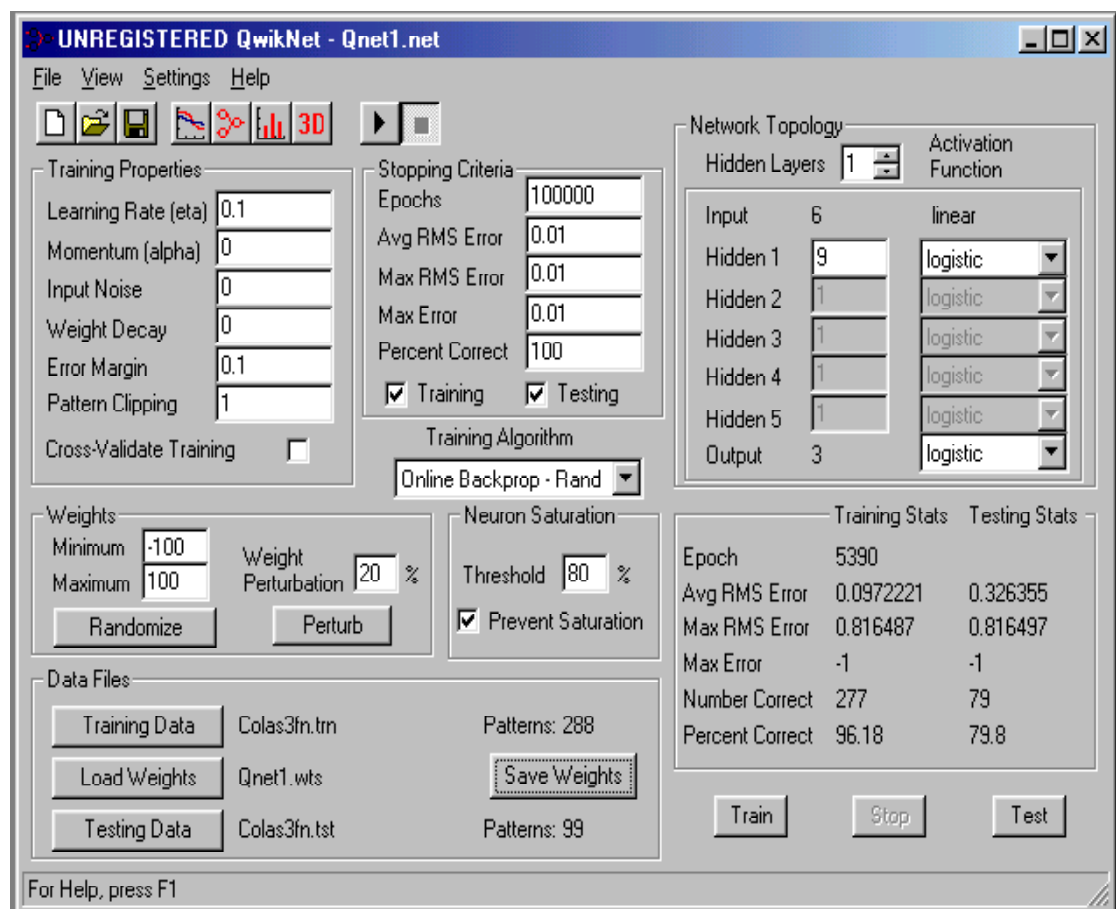 UNREGISTERED QwikNet - Qnet1.net
File View Settings Help
3D
Training Properties
Learning Rate (eta) 0.1
Momentum (alpha) 0
Input Noise 0
Weight Decay 0
Error Margin 0.1
Pattern Clipping 1
Cross-Validate Training
Stopping Criteria
Epochs 100000
Avg RMS Error 0.01
Max RMS Error 0.01
Max Error 0.01
Percent Correct 100
Training Testing
Training Algorithm
Online Backprop - Rand
Network Topology
Hidden Layers 1 Activation Function
Input 6 linear
Hidden 1 9 logistic
Hidden 2 1 logistic
Hidden 3 1 logistic
Hidden 4 1 logistic
Hidden 5 1 logistic
Output 3 logistic
Weights
Minimum -100
Maximum 100
Weight Perturbation 20 %
Randomize Perturb
Neuron Saturation
Threshold 80 %
Prevent Saturation
Training Stats Testing Stats
Epoch 5390
Avg RMS Error 0.0972221 0.326355
Max RMS Error 0.816487 0.816497
Max Error -1 -1
Number Correct 277 79
Percent Correct 96.18 79.8
Data Files
Training Data Colas3fn.trn Patterns: 288
Load Weights Qnet1.wts Save Weights
Testing Data Colas3fn.tst Patterns: 99
Train Stop Test
For Help, press F1